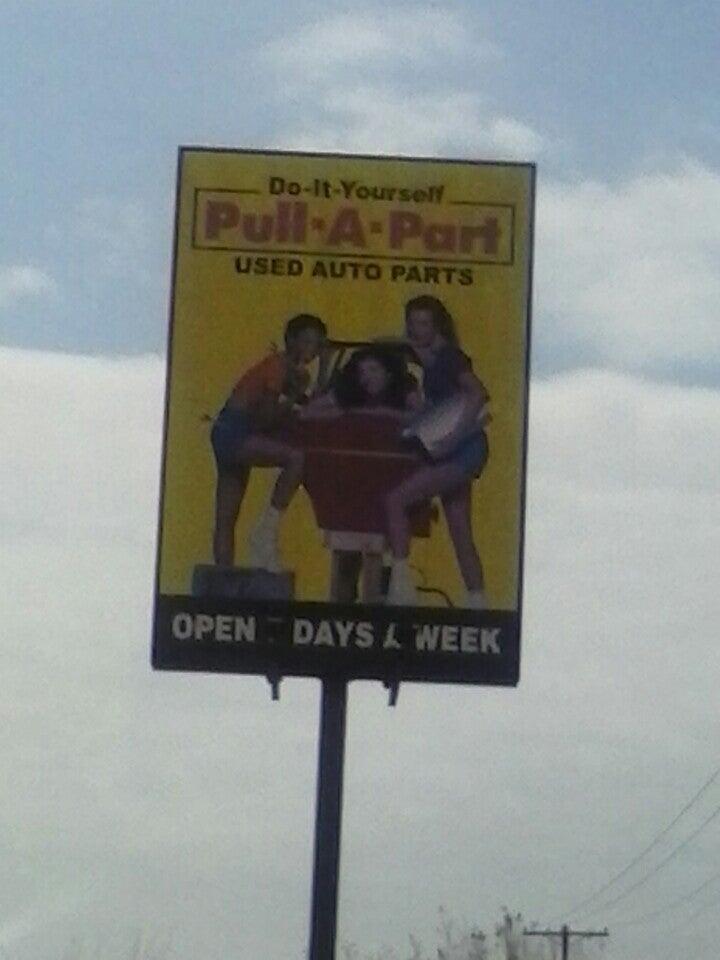 Do-It-Yourself
Pull-A-Part
USED AUTO PARTS
OPEN DAYS A WEEK